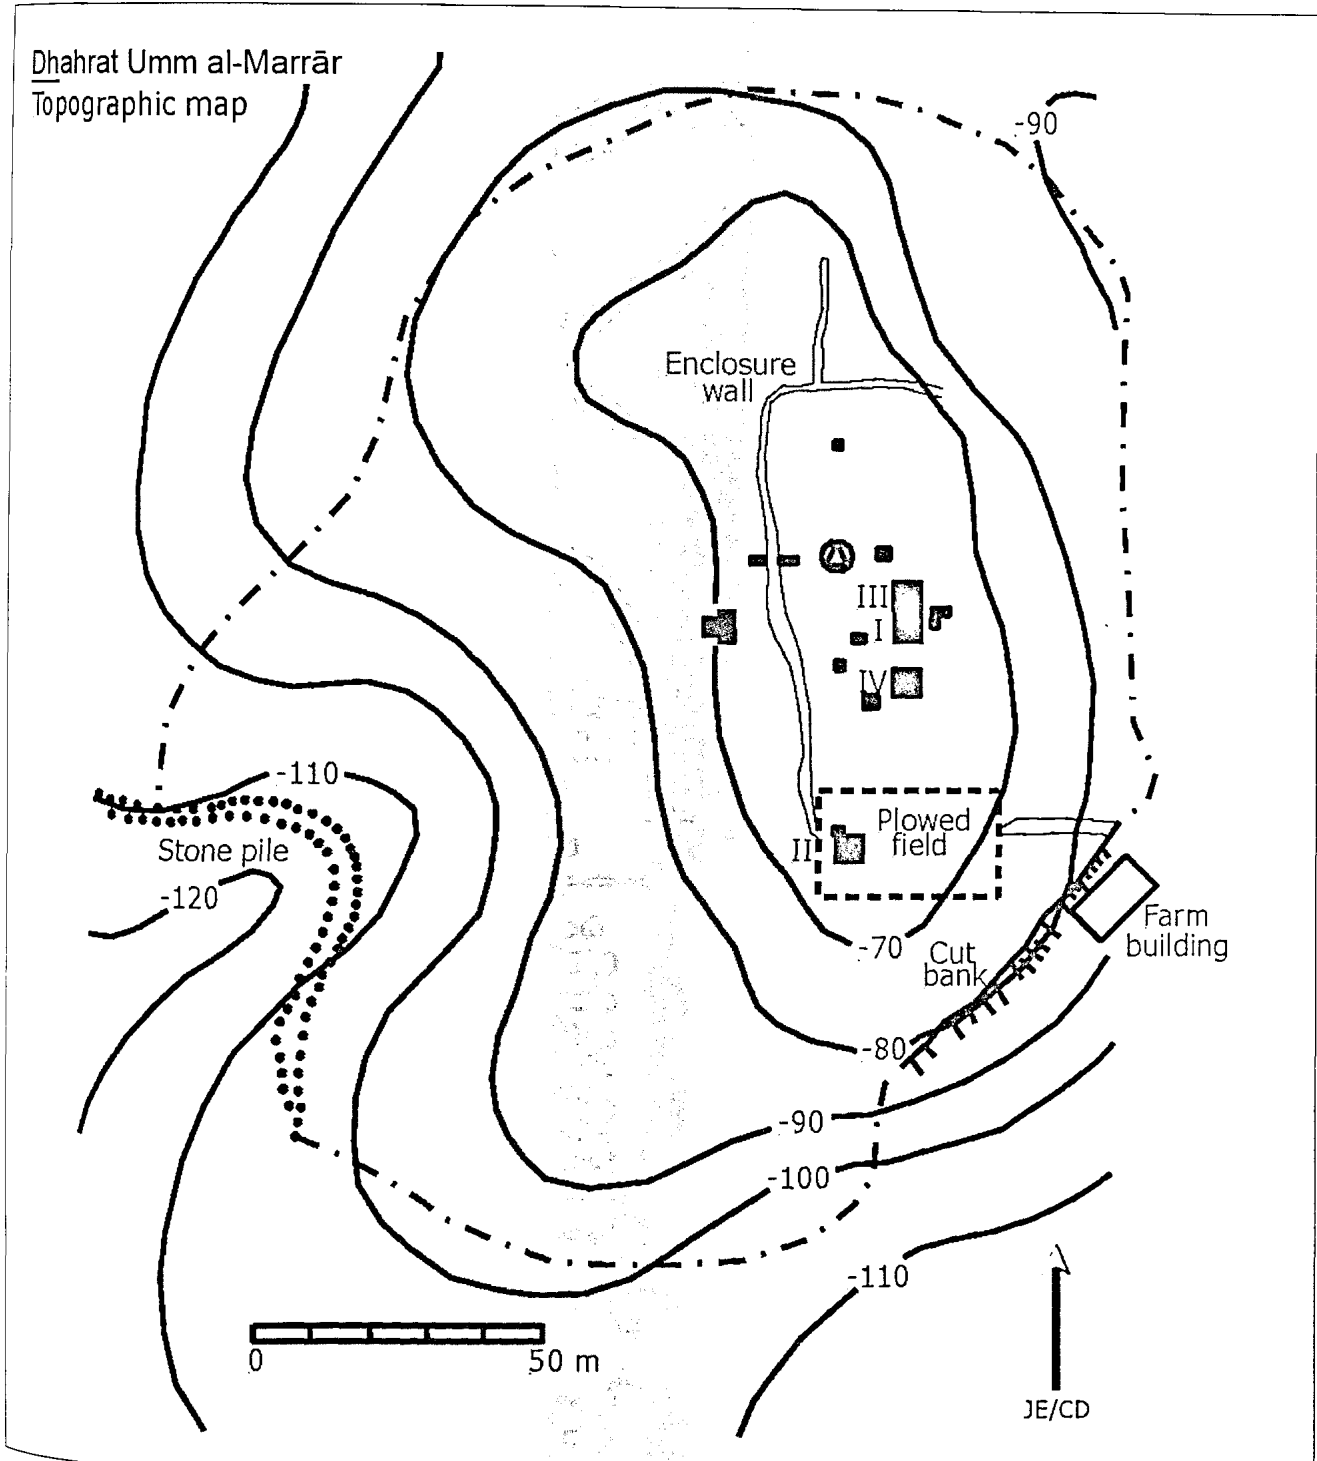 Dhahrat Umm al-Marrār
Topographic map
-90
Enclosure
wall
III
I
IV
-110
Stone pile
-120
Plowed
field
II
Farm
building
-70
Cut
bank
-80
-90
-100
-110
0 50 m
JE/CD